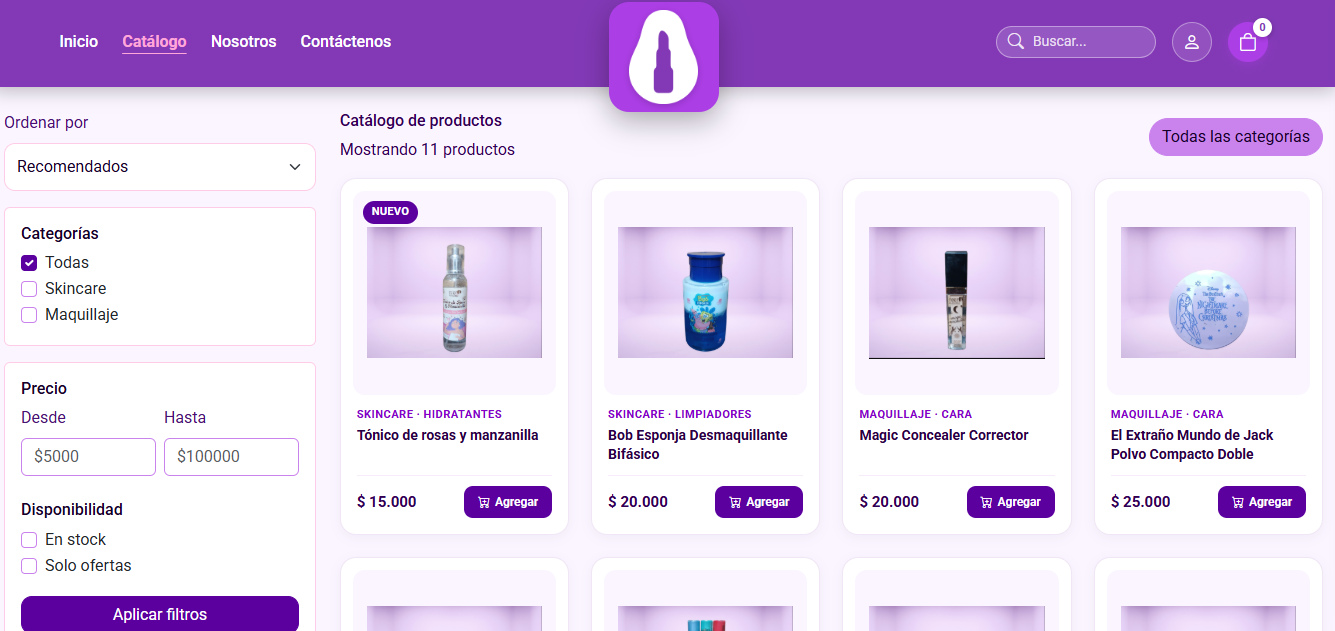 Inicio
Catálogo
Nosotros
Contáctenos
Buscar...
0
Ordenar por
Recomendados
Categorías
Todas
Skincare
Maquillaje
Precio
Desde
Hasta
$5000
$100000
Disponibilidad
En stock
Solo ofertas
Aplicar filtros
Catálogo de productos
Mostrando 11 productos
Todas las categorías
NUEVO
SKINCARE · HIDRATANTES
Tónico de rosas y manzanilla
$ 15.000
Agregar
SKINCARE · LIMPIADORES
Bob Esponja Desmaquillante
Bifásico
$ 20.000
Agregar
MAQUILLAJE · CARA
Magic Concealer Corrector
$ 20.000
Agregar
NIGHTMARE
BEFORE
CHRISTMAS
MAQUILLAJE · CARA
El Extraño Mundo de Jack
Polvo Compacto Doble
$ 25.000
Agregar